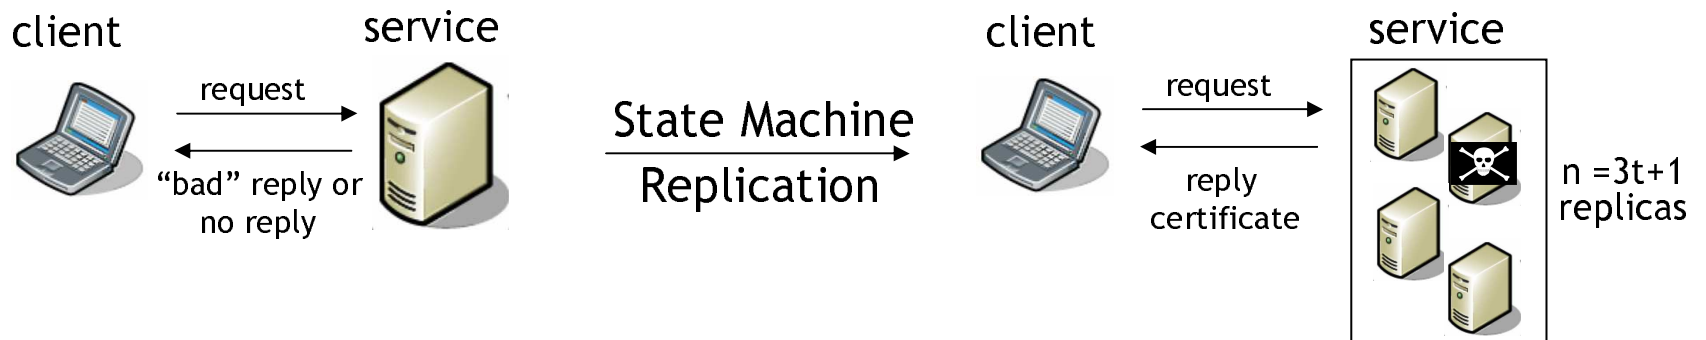 client
service
request
“bad” reply or
no reply
State Machine
Replication
client
service
request
reply
certificate
n =3t+1
replicas